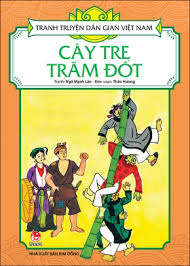 TRANH TRUYỆN DÂN GIAN VIỆT NAM
CÂY TRE
TRĂM ĐỐT
Tranh: Ngô Mạnh Lân - Biên soạn: Thảo Hương
NHÀ XUẤT BẢN KIM ĐỒNG